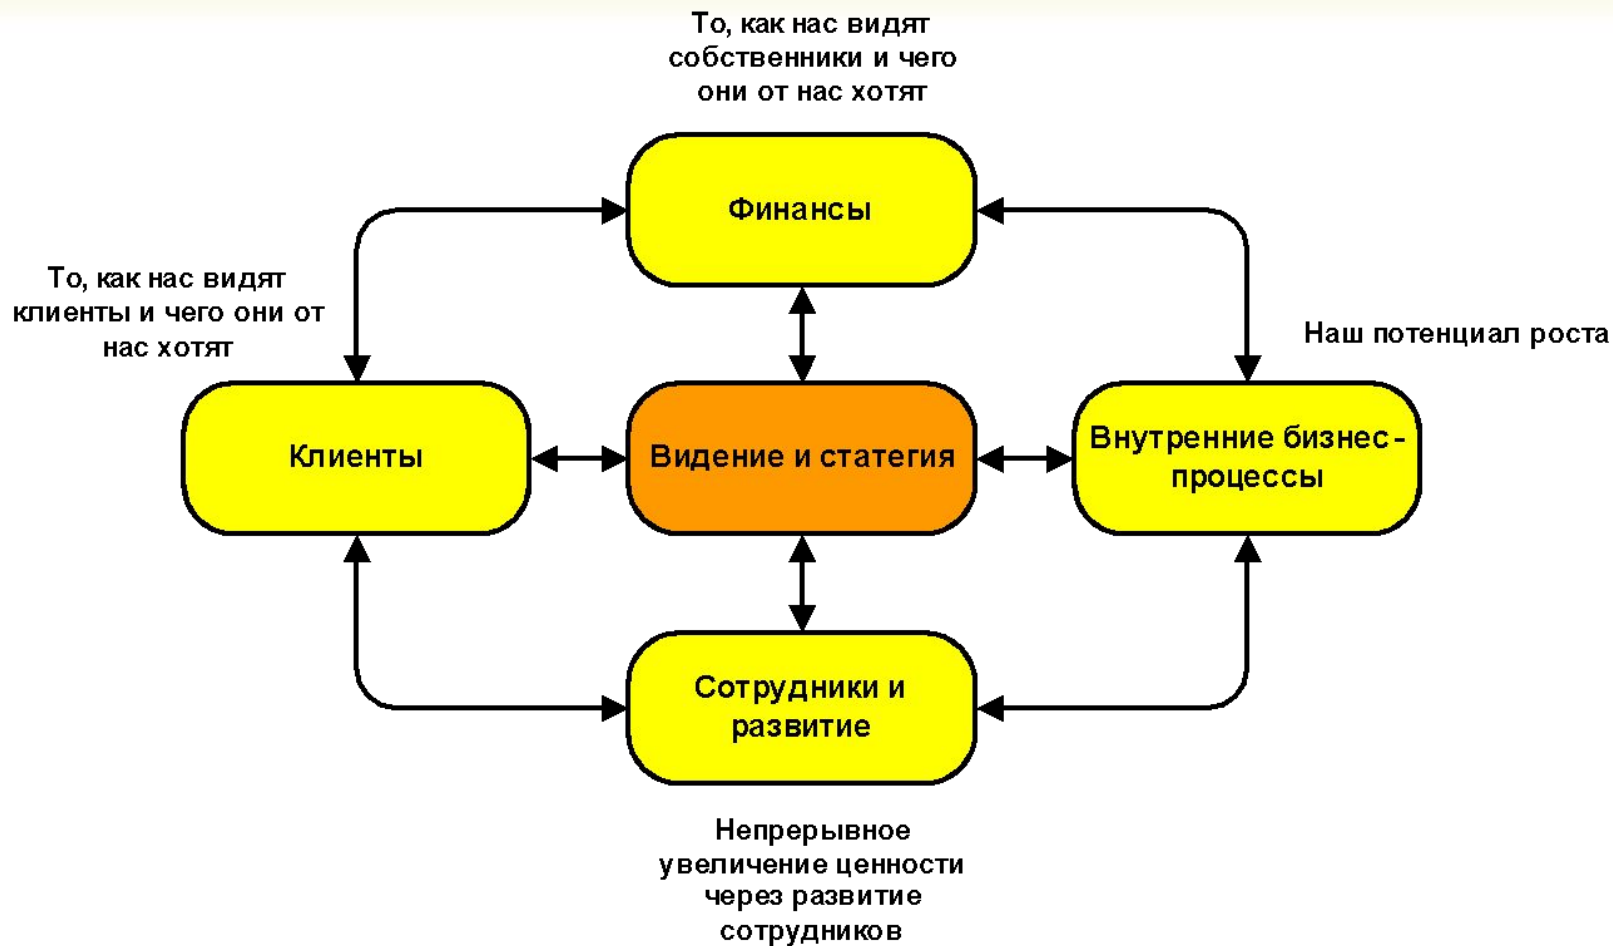 То, как нас видят
собственники и чего
они от нас хотят
Финансы
То, как нас видят
клиенты и чего они от
нас хотят
Наш потенциал роста
Клиенты
Видение и статегия
Внутренние бизнес-
процессы
Сотрудники и
развитие
Непрерывное
увеличение ценности
через развитие
сотрудников